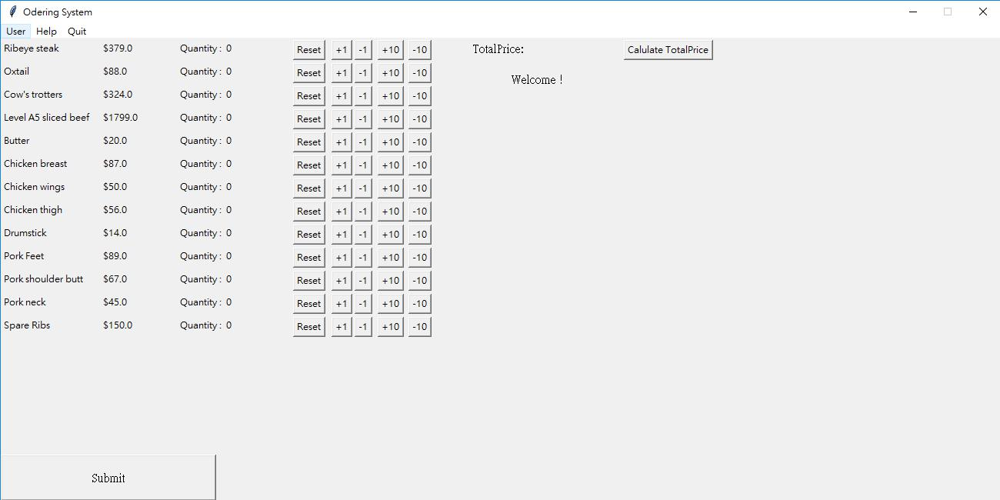 Odering System
User Help Quit
Ribeye steak $379.0 Quantity : 0 Reset +1 -1 +10 -10 TotalPrice: Calulate TotalPrice
Oxtail $88.0 Quantity : 0 Reset +1 -1 +10 -10 Welcome !
Cow's trotters $324.0 Quantity : 0 Reset +1 -1 +10 -10
Level A5 sliced beef $1799.0 Quantity : 0 Reset +1 -1 +10 -10
Butter $20.0 Quantity : 0 Reset +1 -1 +10 -10
Chicken breast $87.0 Quantity : 0 Reset +1 -1 +10 -10
Chicken wings $50.0 Quantity : 0 Reset +1 -1 +10 -10
Chicken thigh $56.0 Quantity : 0 Reset +1 -1 +10 -10
Drumstick $14.0 Quantity : 0 Reset +1 -1 +10 -10
Pork Feet $89.0 Quantity : 0 Reset +1 -1 +10 -10
Pork shoulder butt $67.0 Quantity : 0 Reset +1 -1 +10 -10
Pork neck $45.0 Quantity : 0 Reset +1 -1 +10 -10
Spare Ribs $150.0 Quantity : 0 Reset +1 -1 +10 -10
Submit